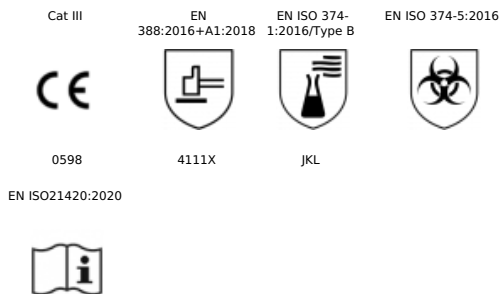 Cat III
EN
388:2016+A1:2018
EN ISO 374-
1:2016/Type B
EN ISO 374-5:2016
CE
0598
4111X
JKL
EN ISO21420:2020
i